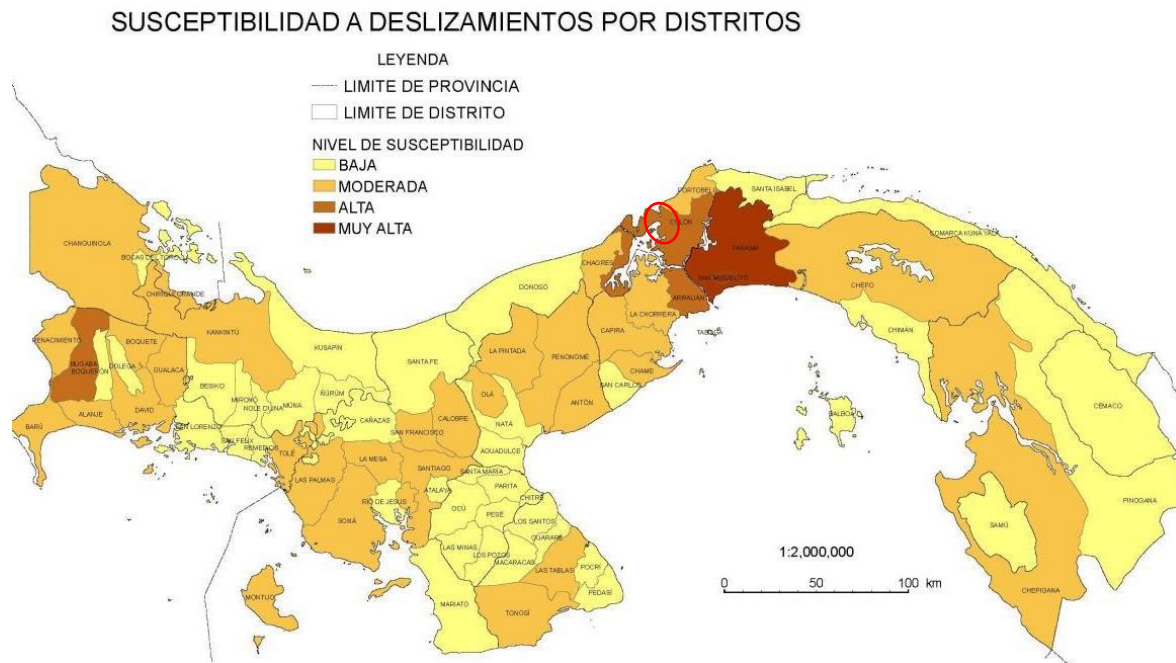 SUSCEPTIBILIDAD A DESLIZAMIENTOS POR DISTRITOS
LEYENDA
LIMITE DE PROVINCIA
LIMITE DE DISTRITO
NIVEL DE SUSCEPTIBILIDAD
BAJA
MODERADA
ALTA
MUY ALTA
PORTOBELO
SANTA ISABEL
COLÓN
CHANGUINOLA
COMARCA KUNA YALA
PANAMÁ
BOCAS DEL TORO
CHAGRES
SAN MIGUELITO
CHEPO
CHIRIQUI GRANDE
DONOSO
ARRAIJÁN
LA CHORRERA
KANKINTÚ
CAPIRA
TABOGA
CHIMÁN
RENACIMIENTO
BOQUETE
KUSAPÍN
LA PINTADA
PENONOMÉ
BUGABA
BOQUERÓN
DOLEGA
GUALACA
SANTA FE
CHAME
BESIKO
SAN CARLOS
MIRONÓ
MÜNA
ÑÜRÜM
OLÁ
ANTÓN
CÉMACO
ALANJE
DAVID
NOLE DUIMA
CAÑAZAS
CALOBRE
NATÁ
BALBOA
BARÚ
SAN LORENZO
SAN FRANCISCO
SAN FELIX
REMEDIOS
TOLÉ
LA MESA
AGUADULCE
LAS PALMAS
SANTIAGO
SANTA MARIA
ATALAYA
PARITA
RÍO DE JESÚS
CHITRÉ
PINOGANA
OCÚ
PESÉ
SONÁ
LOS SANTOS
SAMÚ
GUARARÉ
LAS MINAS
LOS POZOS
1:2,000,000
MACARACAS
LAS TABLAS
POCRÍ
0 50 100 km
PEDASÍ
CHEPIGANA
MONTIJO
MARIATO
TONOSÍ